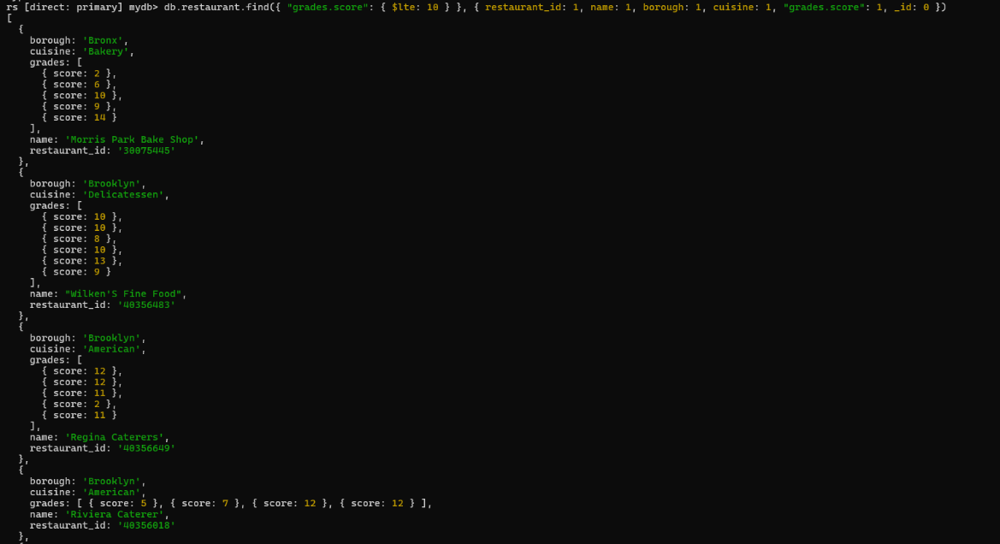 rs [direct: primary] mydb> db.restaurant.find({ "grades.score": { $lte: 10 } }, { restaurant_id: 1, name: 1, borough: 1, cuisine: 1, "grades.score": 1, _id: 0 })
[
  {
    borough: 'Bronx',
    cuisine: 'Bakery',
    grades: [
      { score: 2 },
      { score: 6 },
      { score: 10 },
      { score: 9 },
      { score: 14 }
    ],
    name: 'Morris Park Bake Shop',
    restaurant_id: '30075445'
  },
  {
    borough: 'Brooklyn',
    cuisine: 'Delicatessen',
    grades: [
      { score: 10 },
      { score: 10 },
      { score: 8 },
      { score: 10 },
      { score: 13 },
      { score: 9 }
    ],
    name: "Wilken'S Fine Food",
    restaurant_id: '40356483'
  },
  {
    borough: 'Brooklyn',
    cuisine: 'American',
    grades: [
      { score: 12 },
      { score: 12 },
      { score: 11 },
      { score: 2 },
      { score: 11 }
    ],
    name: 'Regina Caterers',
    restaurant_id: '40356649'
  },
  {
    borough: 'Brooklyn',
    cuisine: 'American',
    grades: [ { score: 5 }, { score: 7 }, { score: 12 }, { score: 12 } ],
    name: 'Riviera Caterer',
    restaurant_id: '40356018'
  },